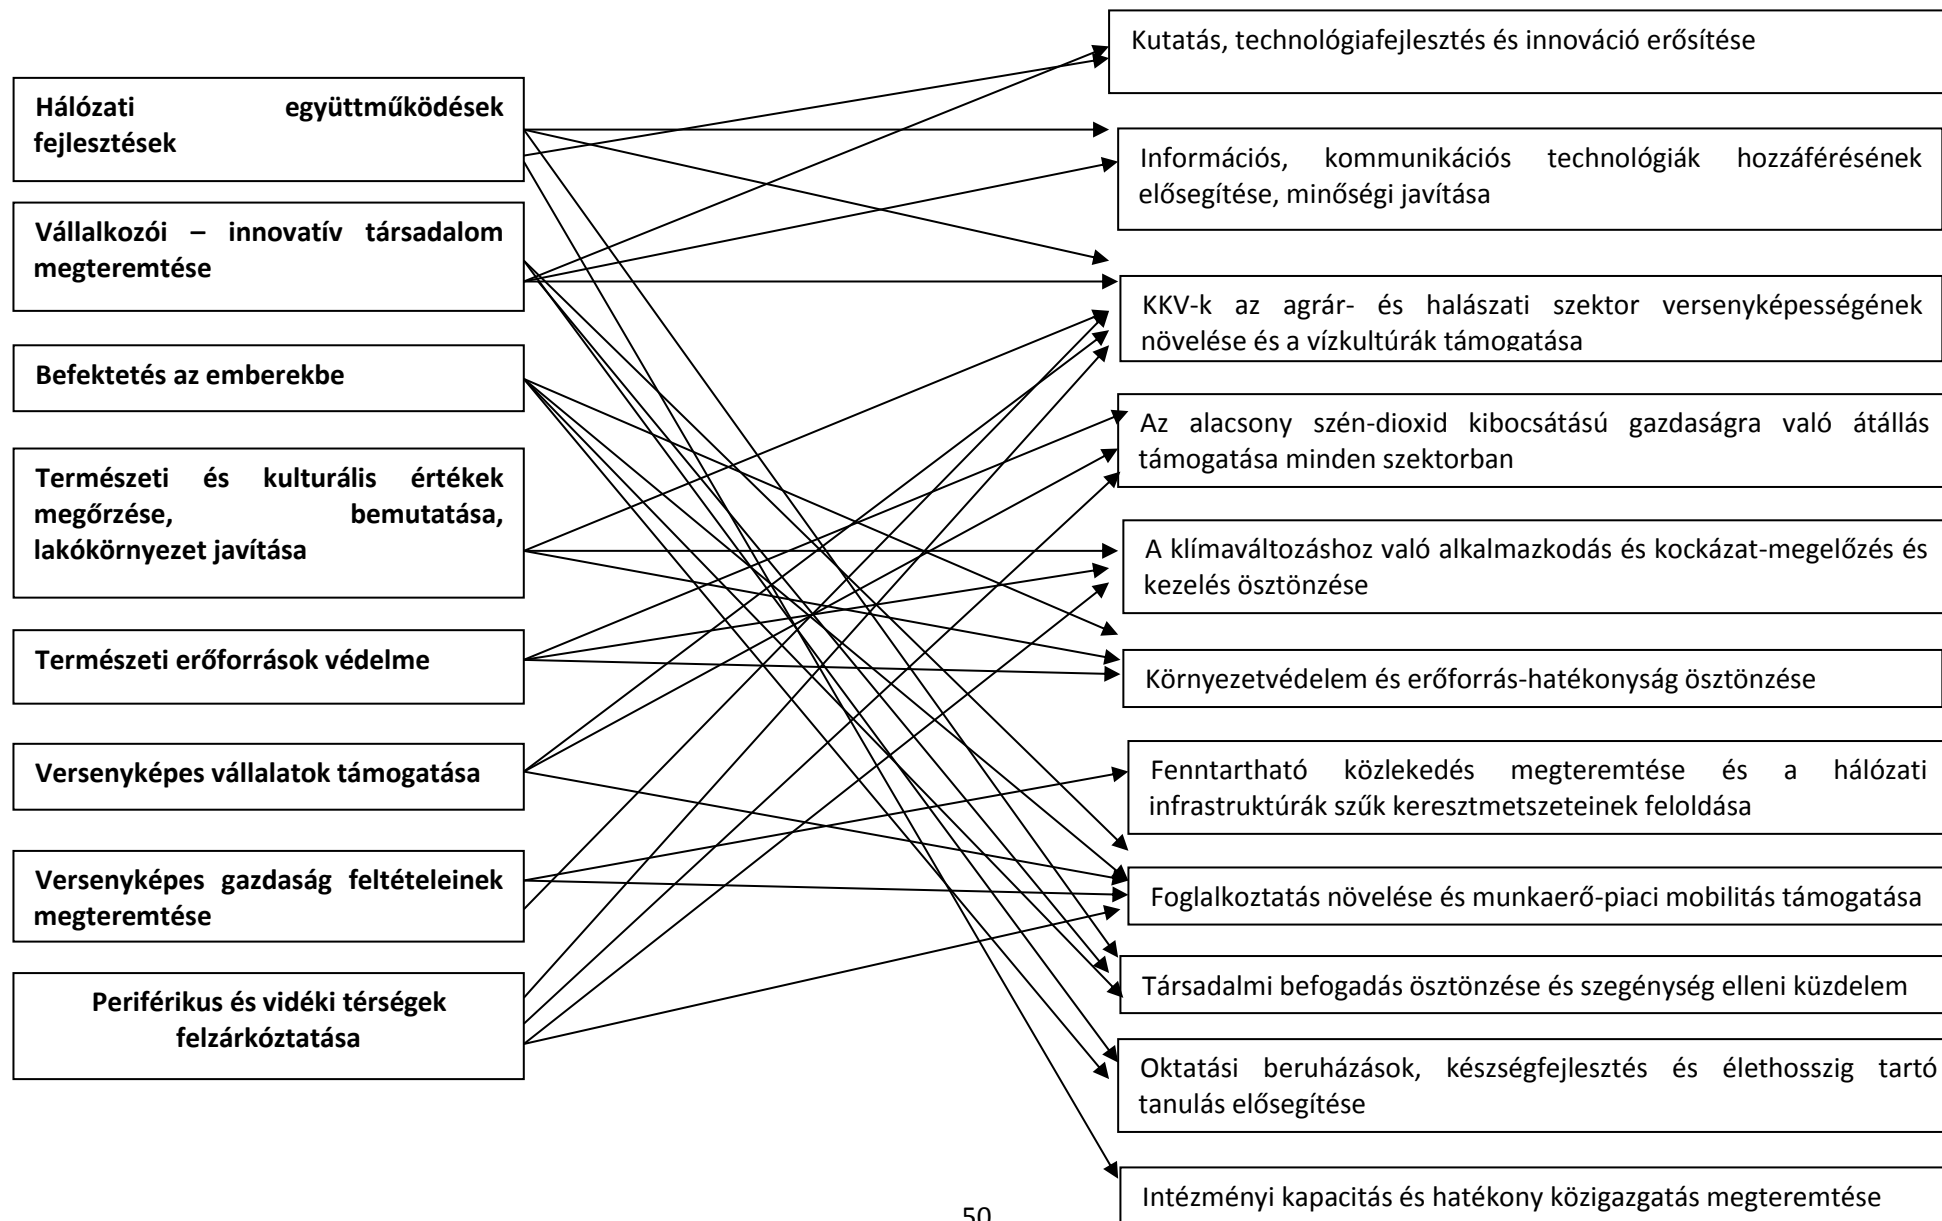 Hálózati együttműködések
fejlesztések
Vállalkozói – innovatív társadalom
megteremtése
Befektetés az emberekbe
Természeti és kulturális értékek
megőrzése, bemutatása,
lakókörnyezet javítása
Természeti erőforrások védelme
Versenyképes vállalatok támogatása
Versenyképes gazdaság feltételeinek
megteremtése
Periférikus és vidéki térségek
felzárkóztatása
Kutatás, technológiafejlesztés és innováció erősítése
Információs, kommunikációs technológiák hozzáférésének
elősegítése, minőségi javítása
KKV-k az agrár- és halászati szektor versenyképességének
növelése és a vízkultúrák támogatása
Az alacsony szén-dioxid kibocsátású gazdaságra való átállás
támogatása minden szektorban
A klímaváltozáshoz való alkalmazkodás és kockázat-megelőzés és
kezelés ösztönzése
Környezetvédelem és erőforrás-hatékonyság ösztönzése
Fenntartható közlekedés megteremtése és a hálózati
infrastruktúrák szűk keresztmetszeteinek feloldása
Foglalkoztatás növelése és munkaerő-piaci mobilitás támogatása
Társadalmi befogadás ösztönzése és szegénység elleni küzdelem
Oktatási beruházások, készségfejlesztés és élethosszig tartó
tanulás elősegítése
Intézményi kapacitás és hatékony közigazgatás megteremtése
50